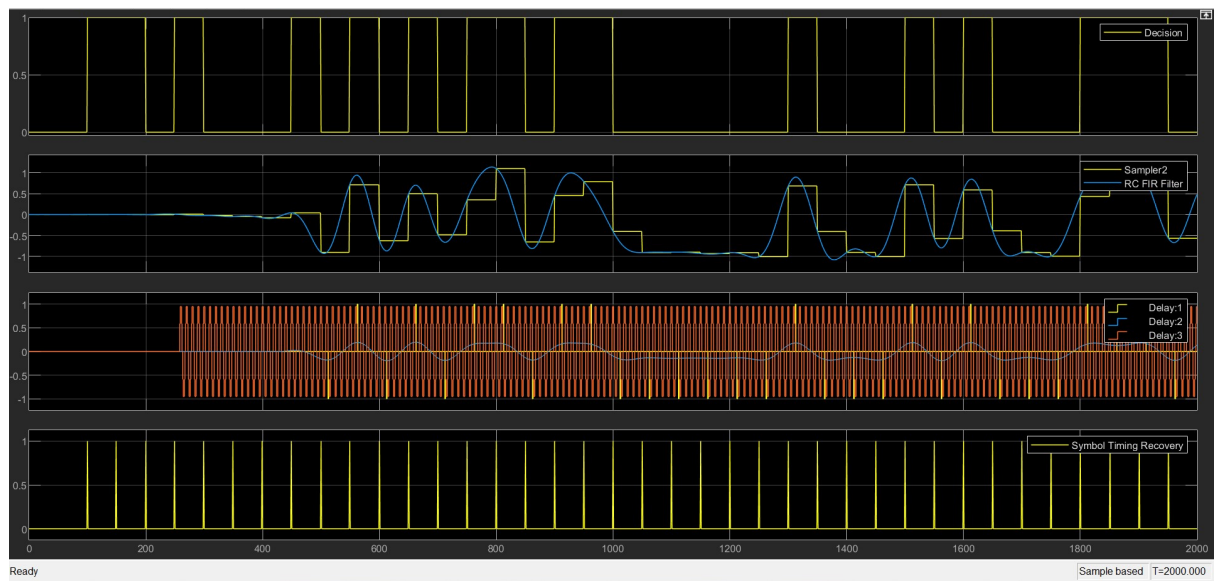 1
0.5
0
Decision
1
0.5
0
-0.5
-1
Sampler2
RC FIR Filter
1
0.5
0
-0.5
-1
Delay:1
Delay:2
Delay:3
1
0.5
0
Symbol Timing Recovery
0 200 400 600 800 1000 1200 1400 1600 1800 2000
Ready Sample based T=2000.000